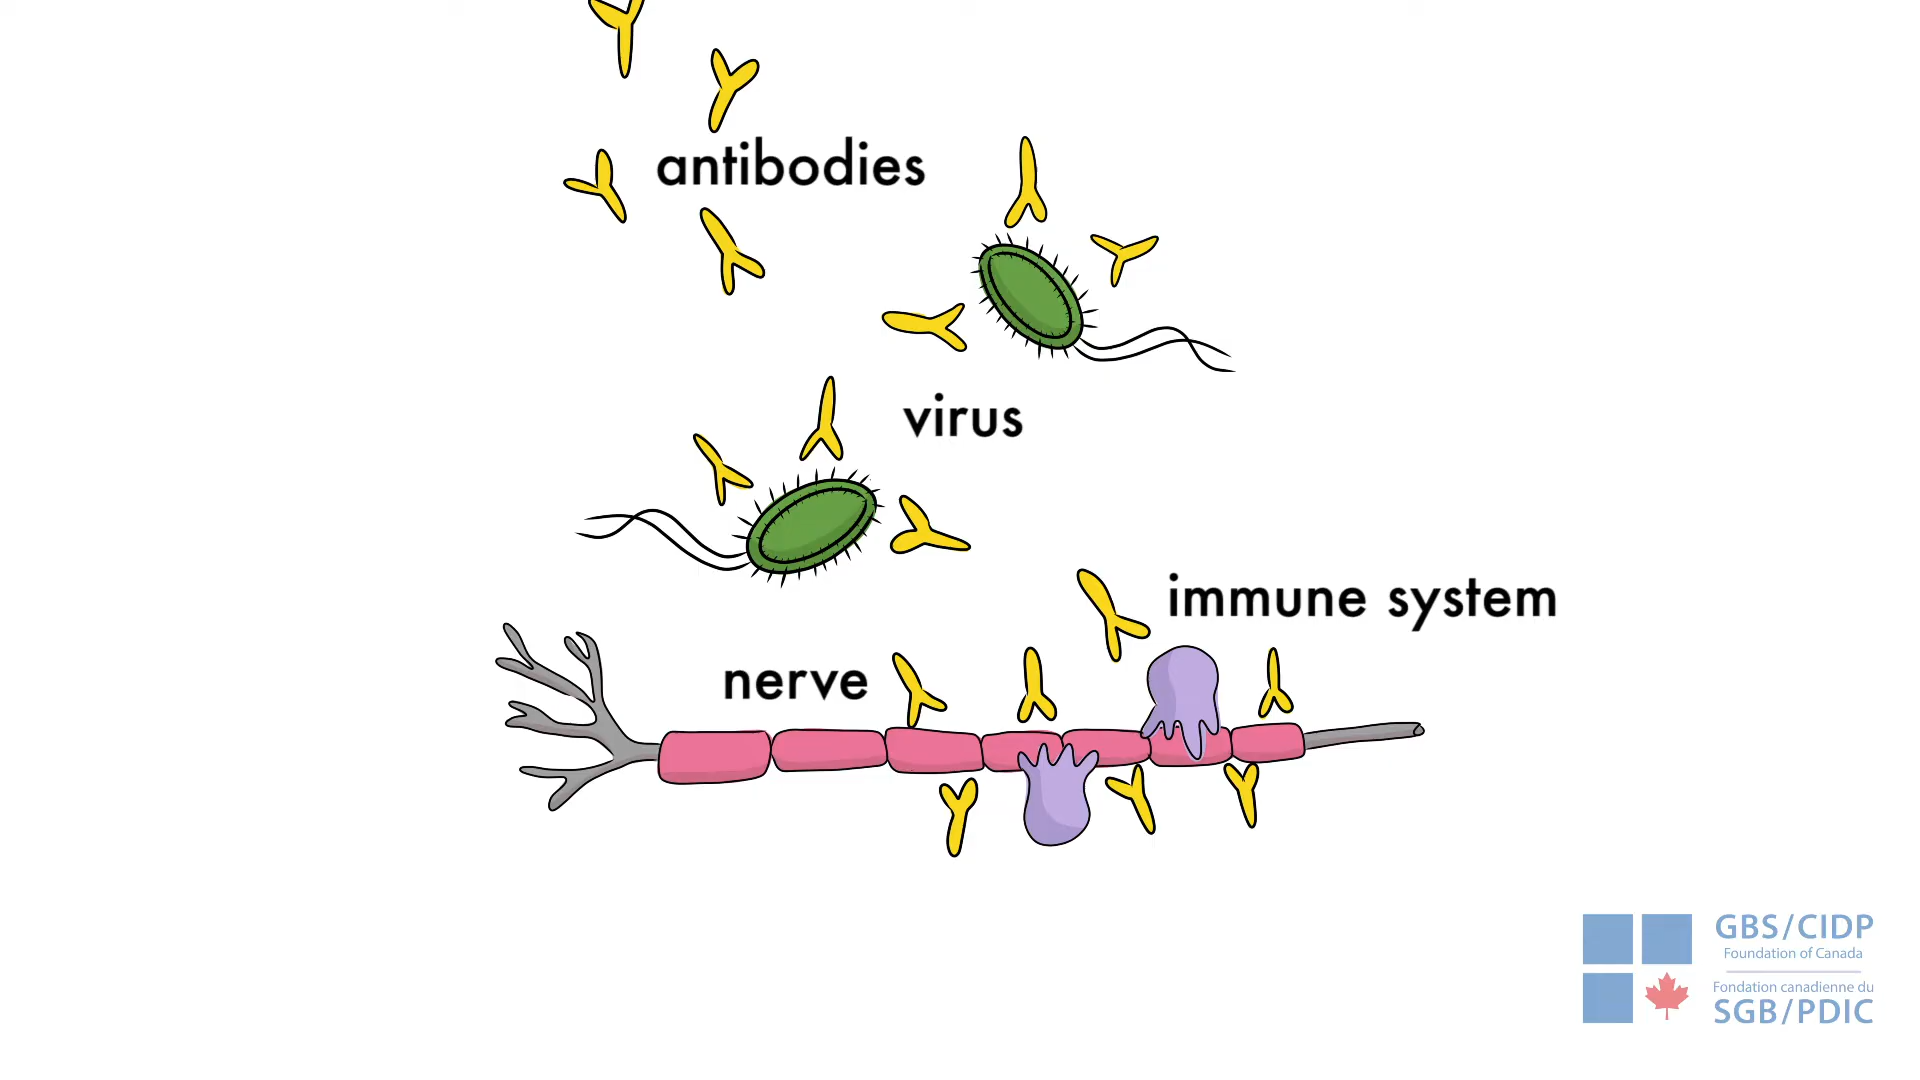 antibodies
virus
immune system
nerve
GBS/CIDP
Foundation of Canada
Fondation canadienne du
SGB/PDIC